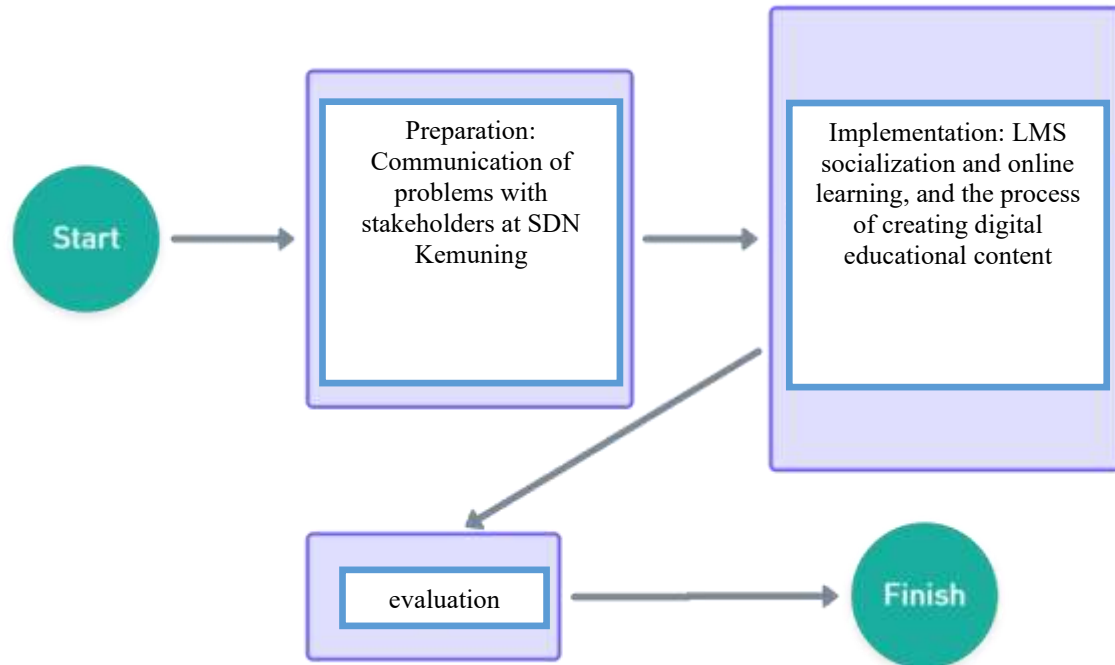 Start
Preparation:
Communication of
problems with
stakeholders at SDN
Kemuning
Implementation: LMS
socialization and online
learning, and the process
of creating digital
educational content
evaluation
Finish